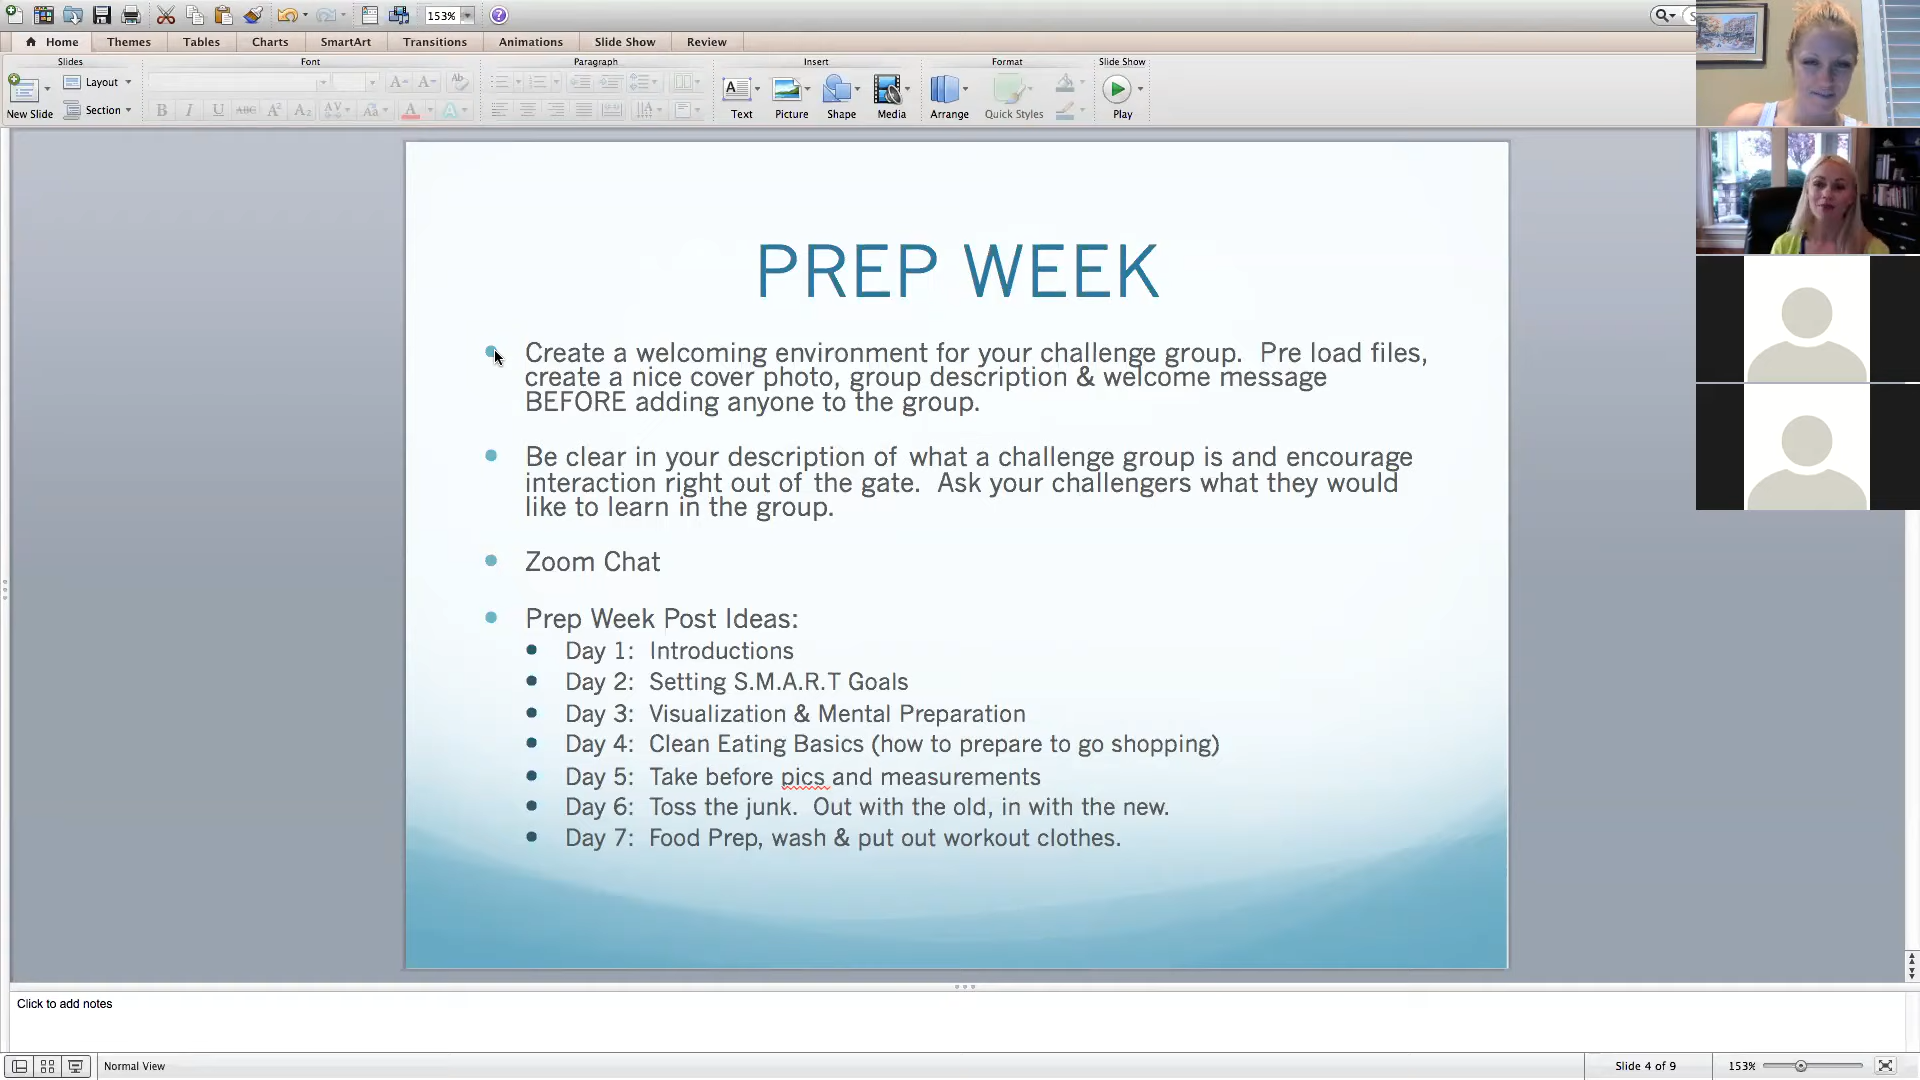 153%
Home Themes Tables Charts SmartArt Transitions Animations Slide Show Review
Slides Font Paragraph Insert Format Slide Show
Layout
Section
New Slide
B I U ABC A² A₂ AV Aa A A
Text Picture Shape Media Arrange Quick Styles Play
PREP WEEK
Create a welcoming environment for your challenge group. Pre load files,
create a nice cover photo, group description & welcome message
BEFORE adding anyone to the group.
Be clear in your description of what a challenge group is and encourage
interaction right out of the gate. Ask your challengers what they would
like to learn in the group.
Zoom Chat
Prep Week Post Ideas:
Day 1: Introductions
Day 2: Setting S.M.A.R.T Goals
Day 3: Visualization & Mental Preparation
Day 4: Clean Eating Basics (how to prepare to go shopping)
Day 5: Take before pics and measurements
Day 6: Toss the junk. Out with the old, in with the new.
Day 7: Food Prep, wash & put out workout clothes.
Click to add notes
Normal View
Slide 4 of 9
153%